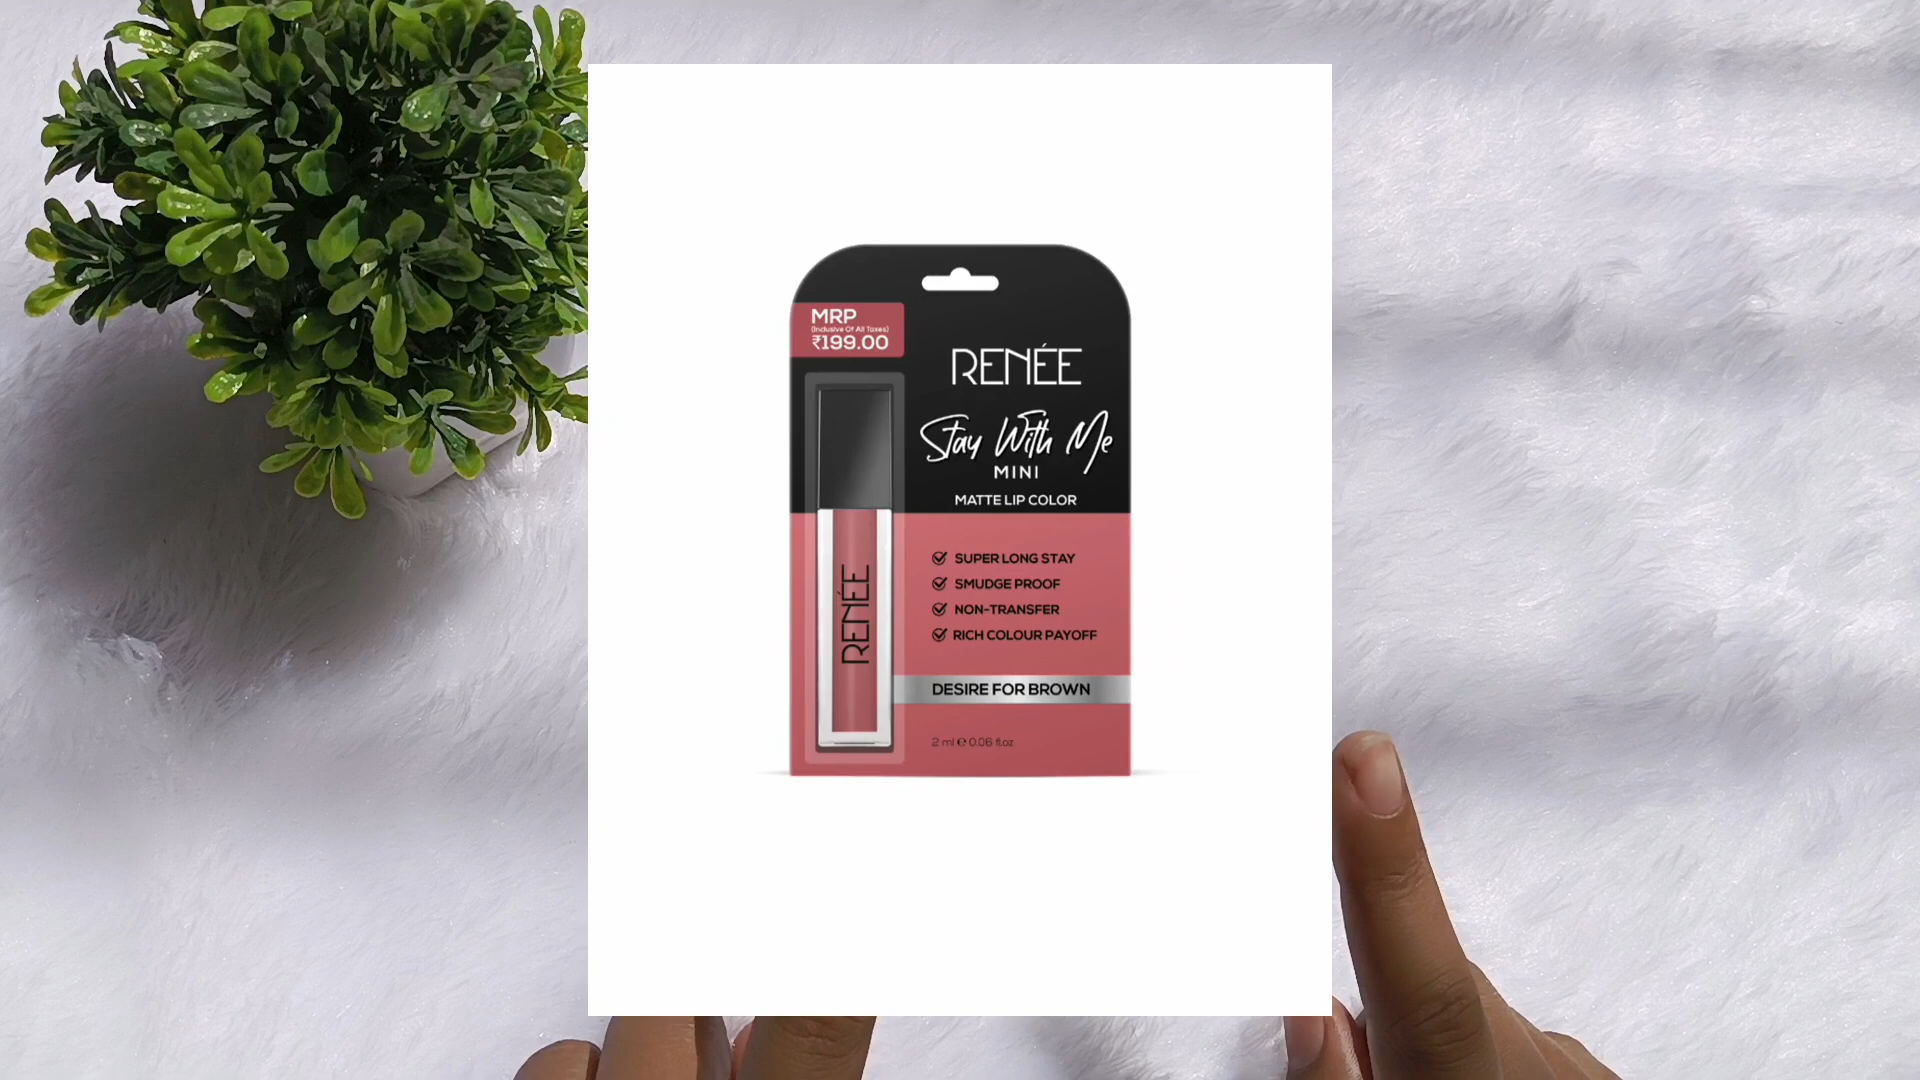 MRP
(Inclusive Of All Taxes)
₹199.00
RENÉE
Stay With Me
MINI
MATTE LIP COLOR
SUPER LONG STAY
SMUDGE PROOF
NON-TRANSFER
RICH COLOUR PAYOFF
RENÉE
DESIRE FOR BROWN
2 ml ℮ 0.06 fl.oz